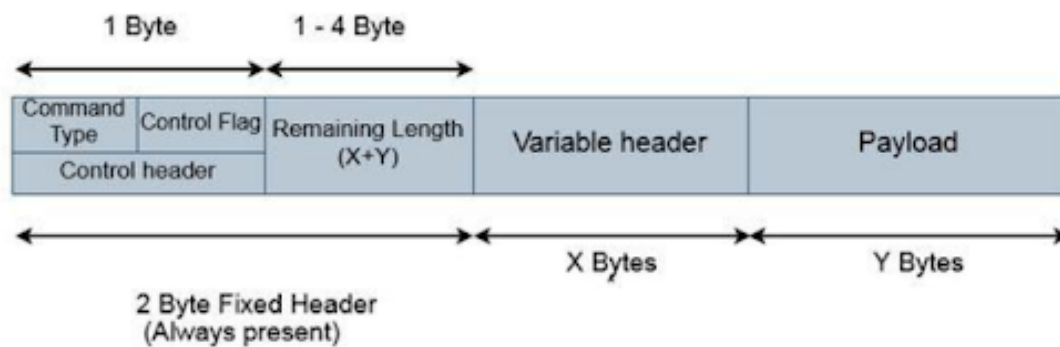 1 Byte
1 - 4 Byte
Command
Type
Control Flag
Control header
Remaining Length
(X+Y)
Variable header
Payload
X Bytes
Y Bytes
2 Byte Fixed Header
(Always present)